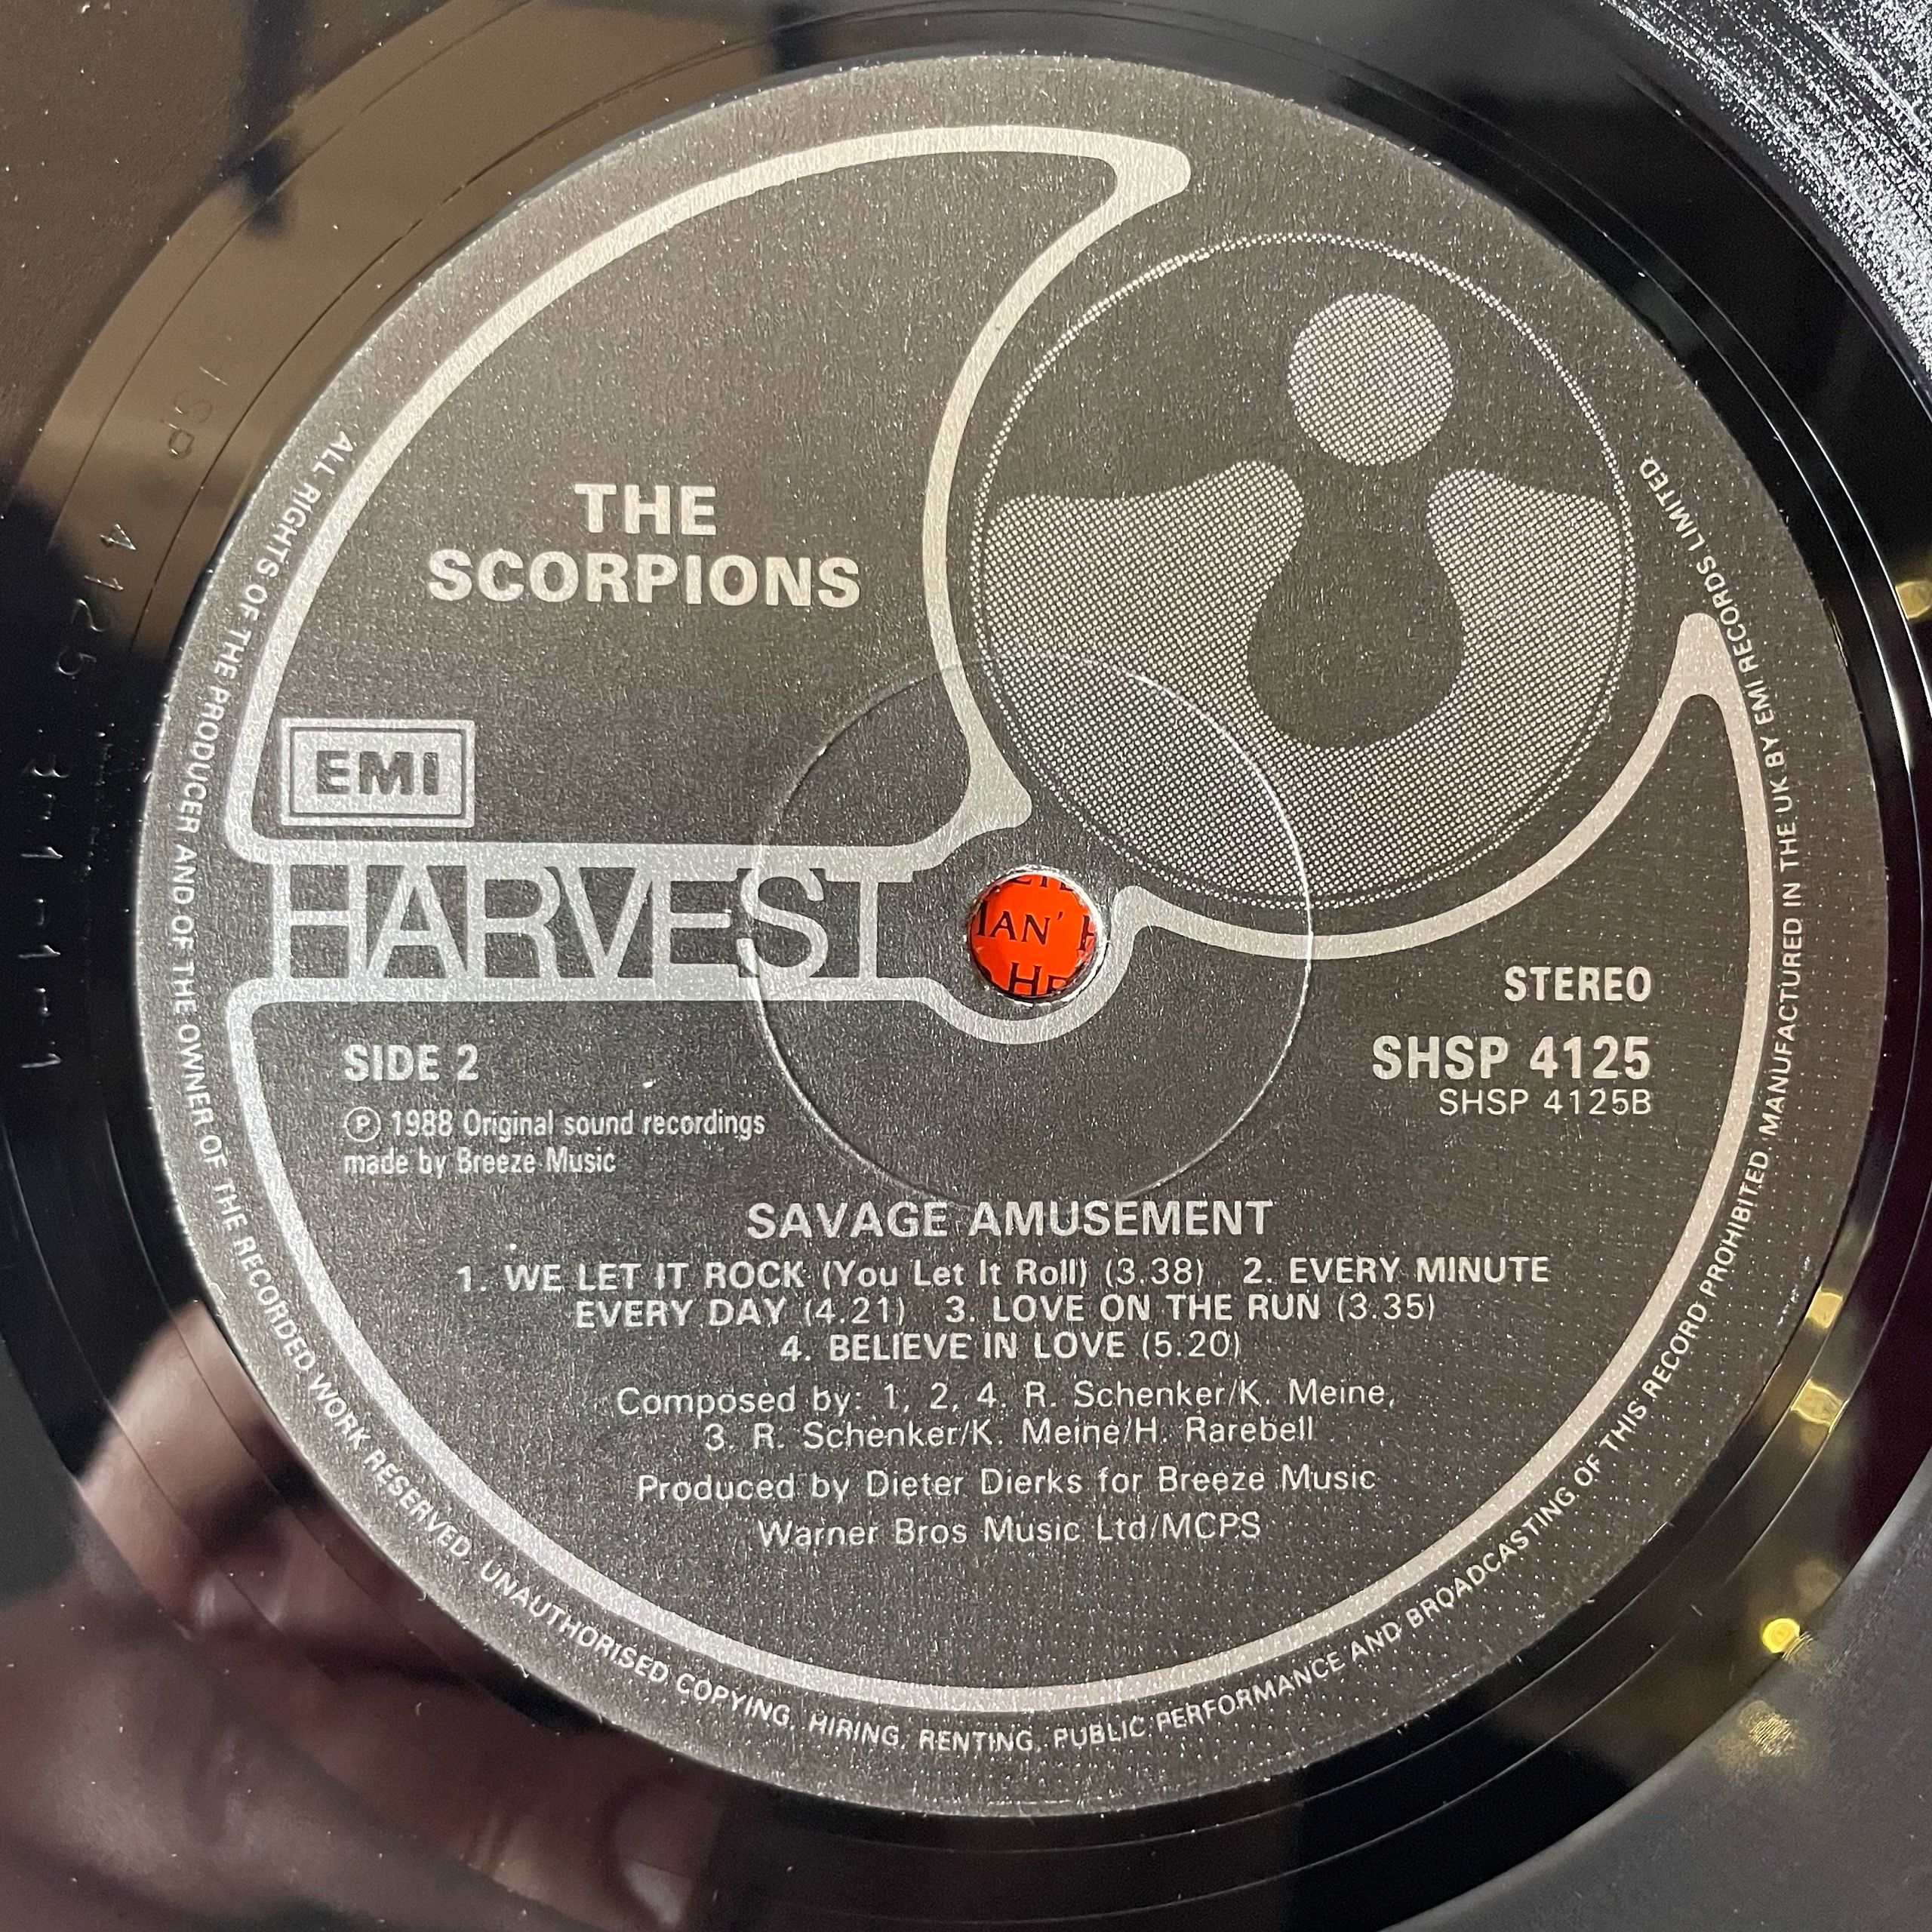 THE
SCORPIONS
EMI
HARVEST
SIDE 2
Ⓟ 1988 Original sound recordings
made by Breeze Music
STEREO
SHSP 4125
SHSP 4125B
SAVAGE AMUSEMENT
1. WE LET IT ROCK (You Let It Roll) (3.38) 2. EVERY MINUTE
EVERY DAY (4.21) 3. LOVE ON THE RUN (3.35)
4. BELIEVE IN LOVE (5.20)
Composed by: 1, 2, 4. R. Schenker/K. Meine,
3. R. Schenker/K. Meine/H. Rarebell
Produced by Dieter Dierks for Breeze Music
Warner Bros Music Ltd/MCPS
ALL RIGHTS OF THE PRODUCER AND OF THE OWNER OF THE RECORDED WORK RESERVED. UNAUTHORISED COPYING, HIRING, RENTING, PUBLIC PERFORMANCE AND BROADCASTING OF THIS RECORD PROHIBITED. MANUFACTURED IN THE UK BY EMI RECORDS LIMITED